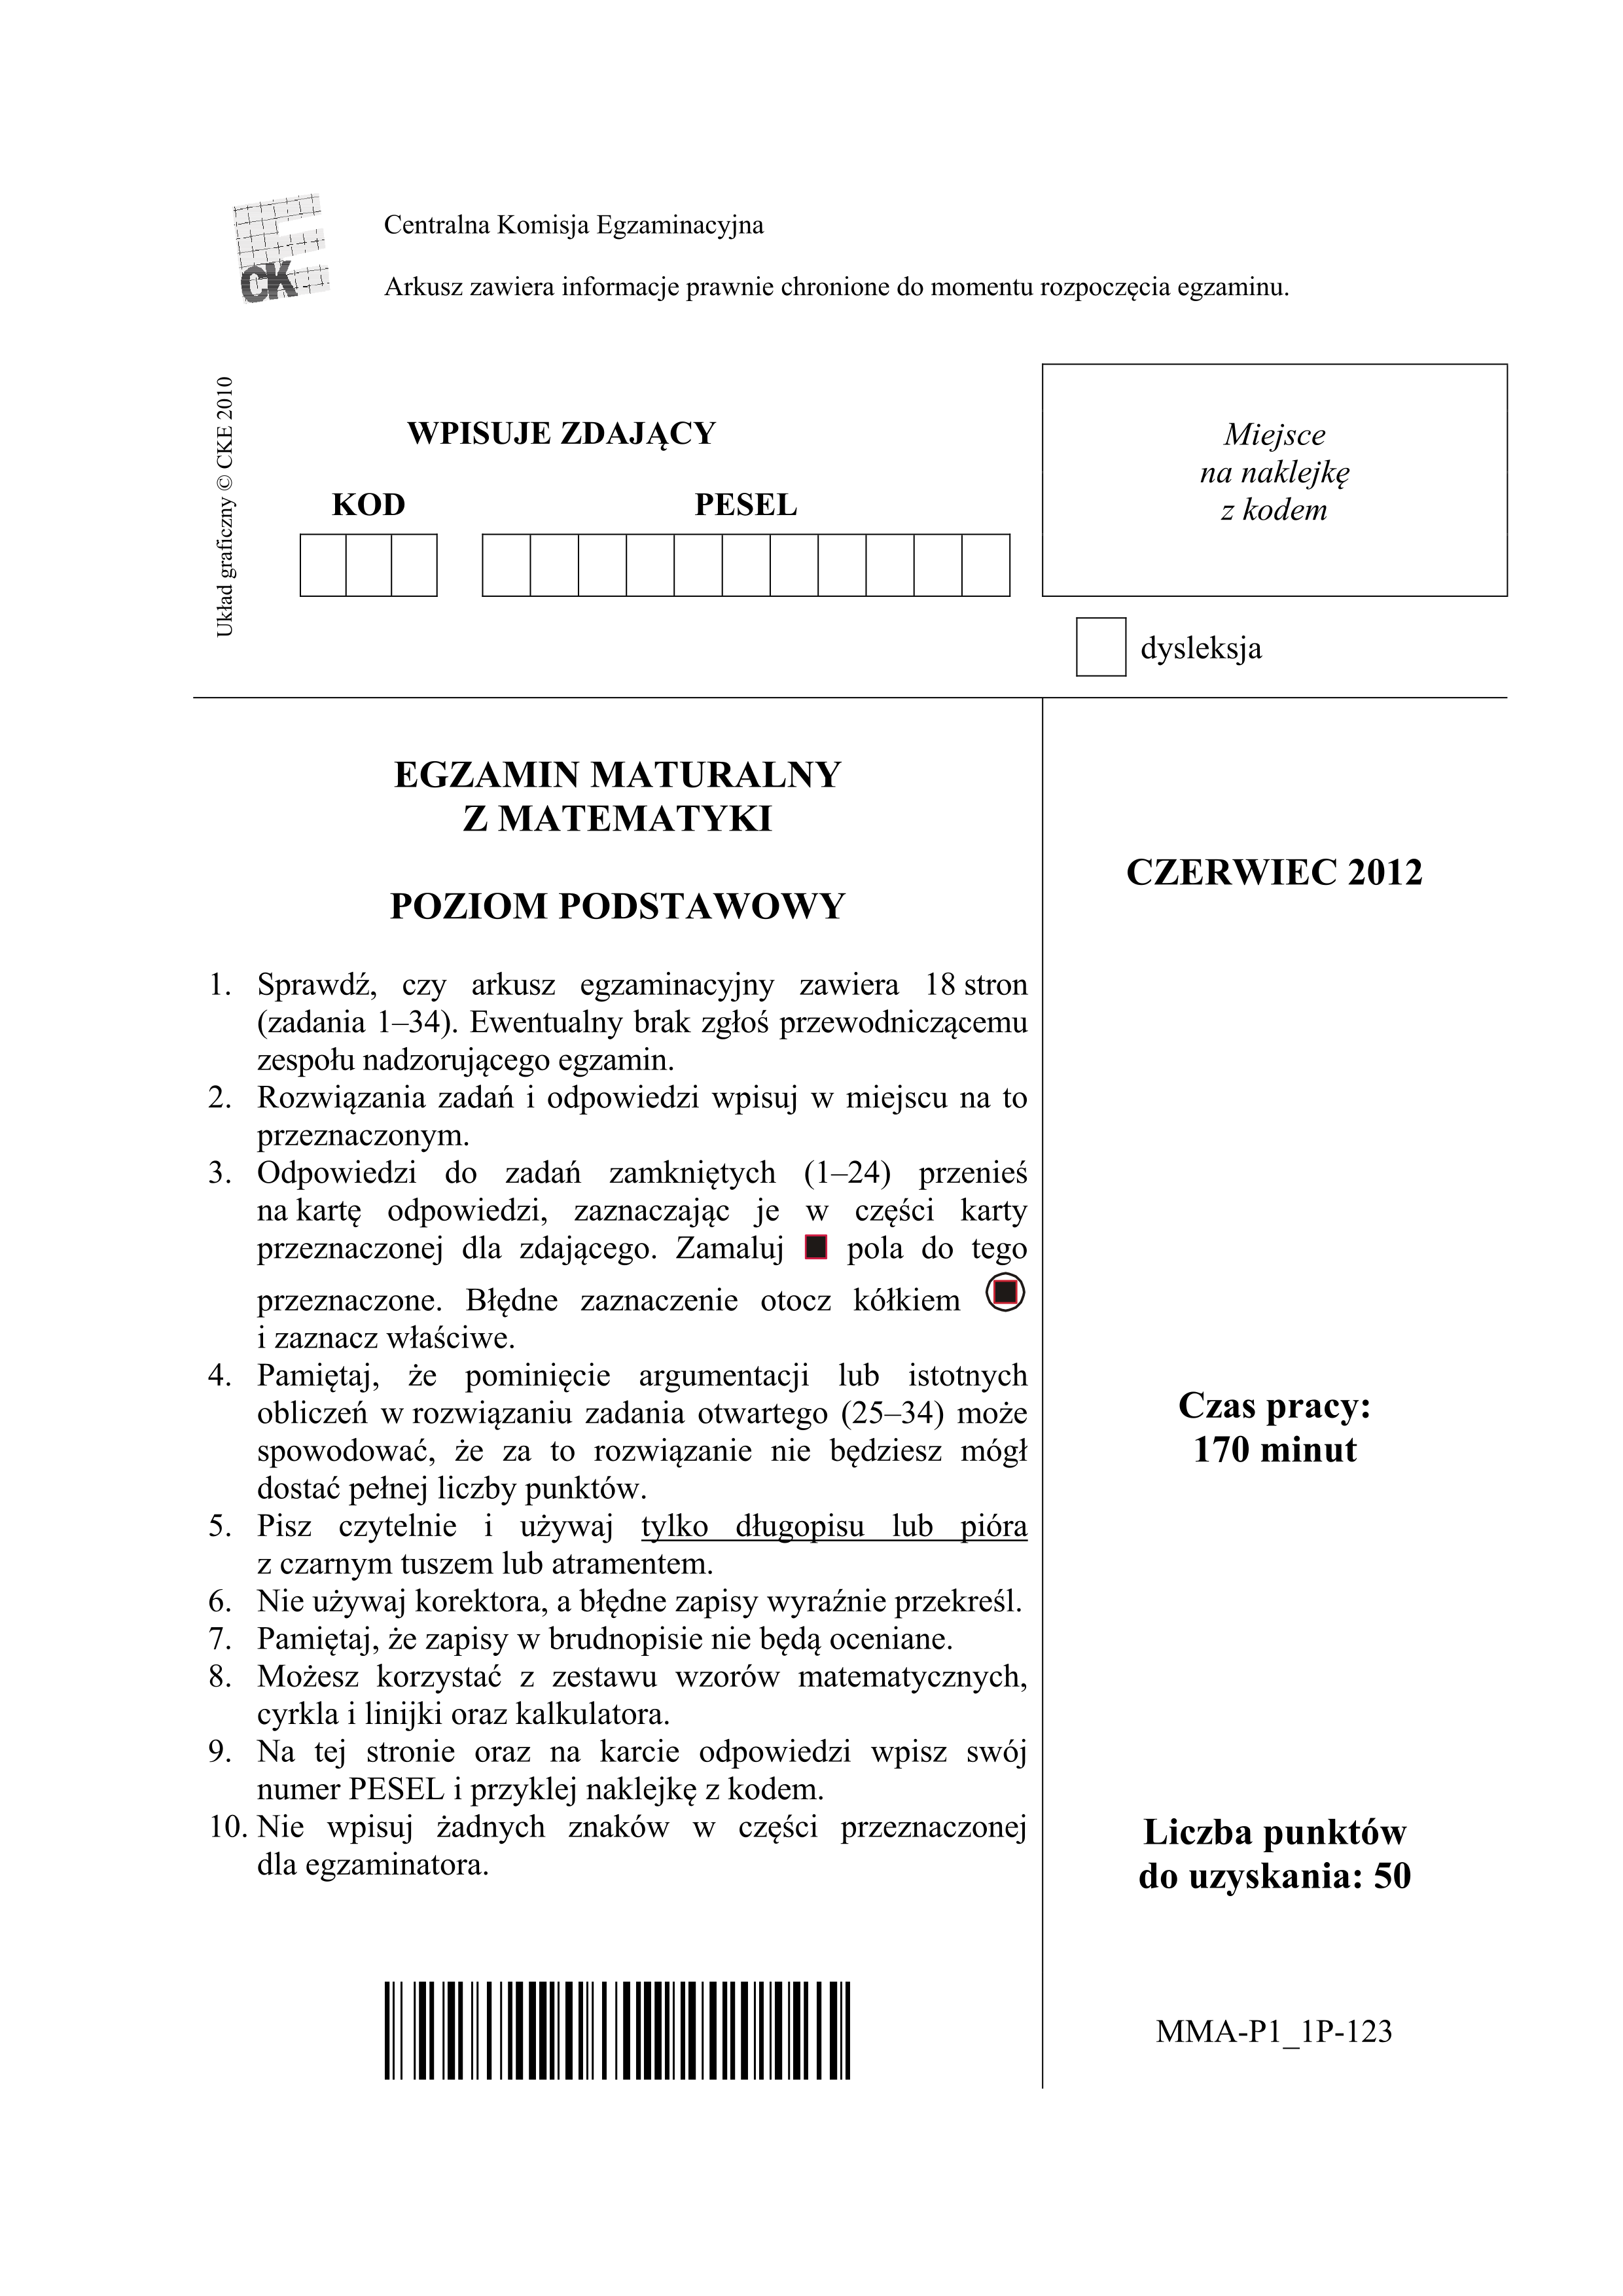 CK
Centralna Komisja Egzaminacyjna
Arkusz zawiera informacje prawnie chronione do momentu rozpoczęcia egzaminu.
Układ graficzny © CKE 2010
WPISUJE ZDAJĄCY
KOD PESEL
Miejsce
na naklejkę
z kodem
dysleksja
EGZAMIN MATURALNY
Z MATEMATYKI
POZIOM PODSTAWOWY
1. Sprawdź, czy arkusz egzaminacyjny zawiera 18 stron
(zadania 1–34). Ewentualny brak zgłoś przewodniczącemu
zespołu nadzorującego egzamin.
2. Rozwiązania zadań i odpowiedzi wpisuj w miejscu na to
przeznaczonym.
3. Odpowiedzi do zadań zamkniętych (1–24) przenieś
na kartę odpowiedzi, zaznaczając je w części karty
przeznaczonej dla zdającego. Zamaluj pola do tego
przeznaczone. Błędne zaznaczenie otocz kółkiem
i zaznacz właściwe.
4. Pamiętaj, że pominięcie argumentacji lub istotnych
obliczeń w rozwiązaniu zadania otwartego (25–34) może
spowodować, że za to rozwiązanie nie będziesz mógł
dostać pełnej liczby punktów.
5. Pisz czytelnie i używaj tylko długopisu lub pióra
z czarnym tuszem lub atramentem.
6. Nie używaj korektora, a błędne zapisy wyraźnie przekreśl.
7. Pamiętaj, że zapisy w brudnopisie nie będą oceniane.
8. Możesz korzystać z zestawu wzorów matematycznych,
cyrkla i linijki oraz kalkulatora.
9. Na tej stronie oraz na karcie odpowiedzi wpisz swój
numer PESEL i przyklej naklejkę z kodem.
10. Nie wpisuj żadnych znaków w części przeznaczonej
dla egzaminatora.
CZERWIEC 2012
Czas pracy:
170 minut
Liczba punktów
do uzyskania: 50
MMA-P1_1P-123